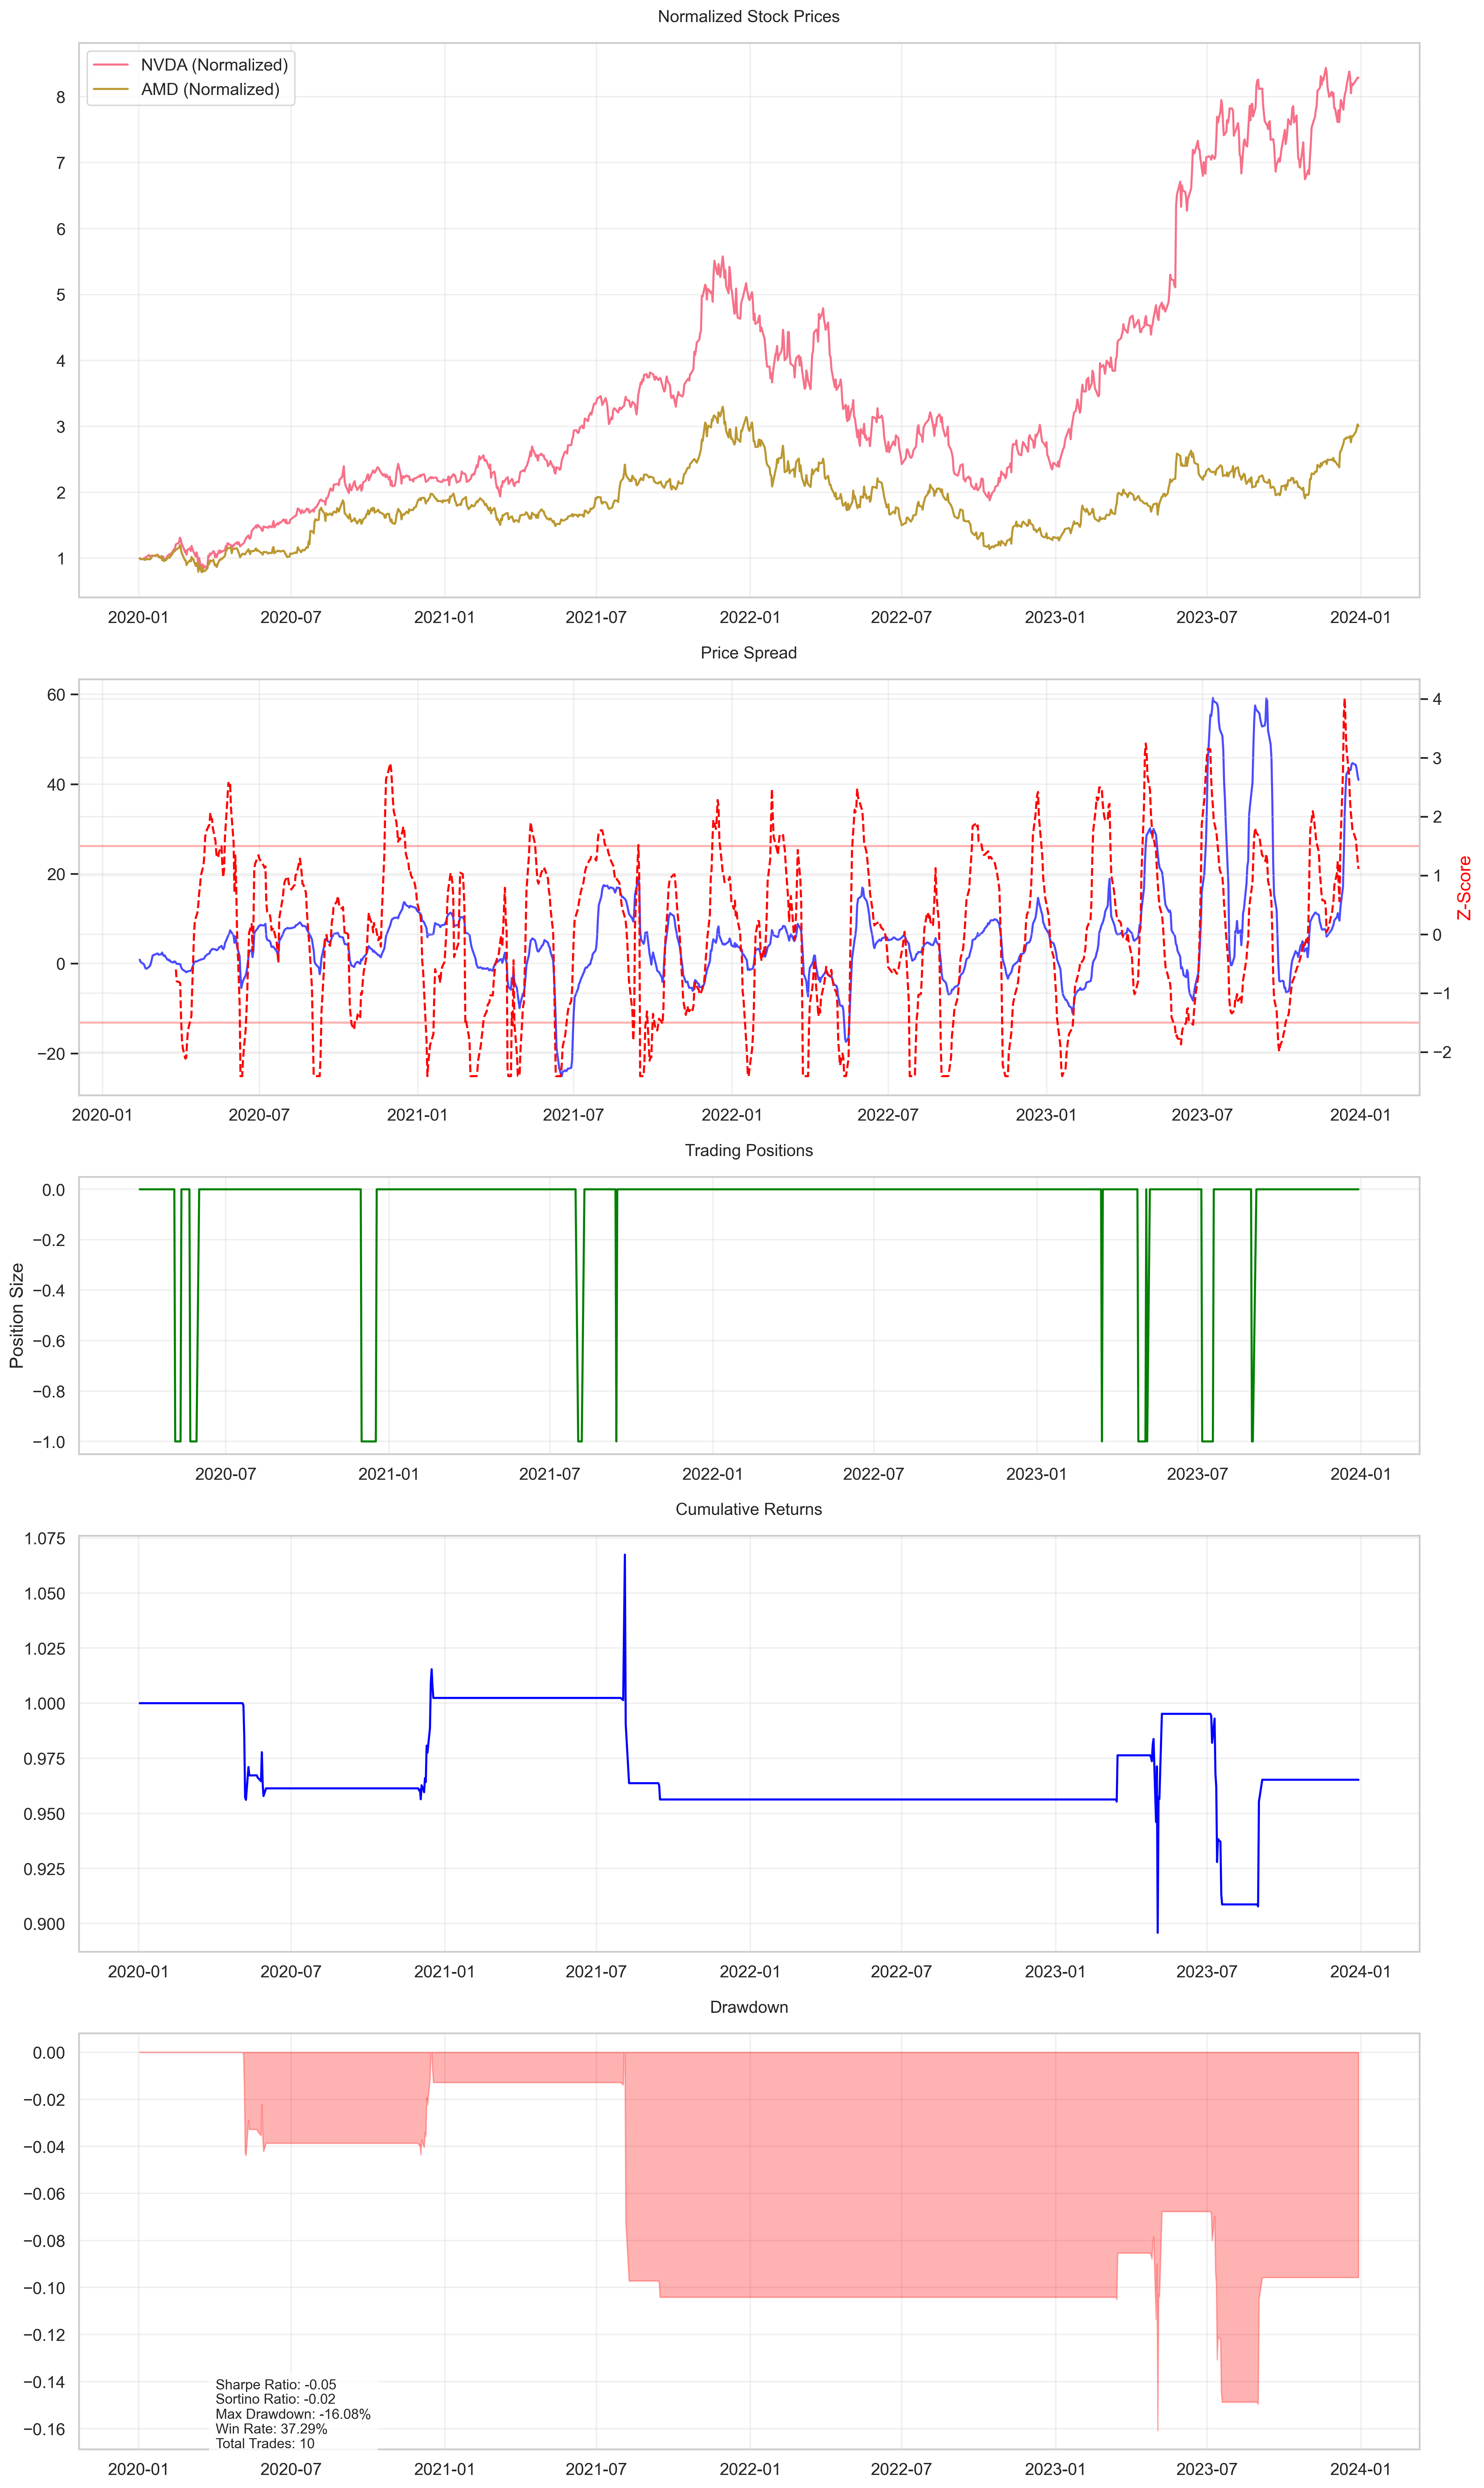 Normalized Stock Prices
NVDA (Normalized)
AMD (Normalized)
8
7
6
5
4
3
2
1
2020-01 2020-07 2021-01 2021-07 2022-01 2022-07 2023-01 2023-07 2024-01
Price Spread
60
40
20
0
−20
4
3
2
1
0
−1
−2
Z-Score
2020-01 2020-07 2021-01 2021-07 2022-01 2022-07 2023-01 2023-07 2024-01
Trading Positions
Position Size
0.0
−0.2
−0.4
−0.6
−0.8
−1.0
2020-07 2021-01 2021-07 2022-01 2022-07 2023-01 2023-07 2024-01
Cumulative Returns
1.075
1.050
1.025
1.000
0.975
0.950
0.925
0.900
2020-01 2020-07 2021-01 2021-07 2022-01 2022-07 2023-01 2023-07 2024-01
Drawdown
0.00
−0.02
−0.04
−0.06
−0.08
−0.10
−0.12
−0.14
−0.16
Sharpe Ratio: -0.05
Sortino Ratio: -0.02
Max Drawdown: -16.08%
Win Rate: 37.29%
Total Trades: 10
2020-01 2020-07 2021-01 2021-07 2022-01 2022-07 2023-01 2023-07 2024-01